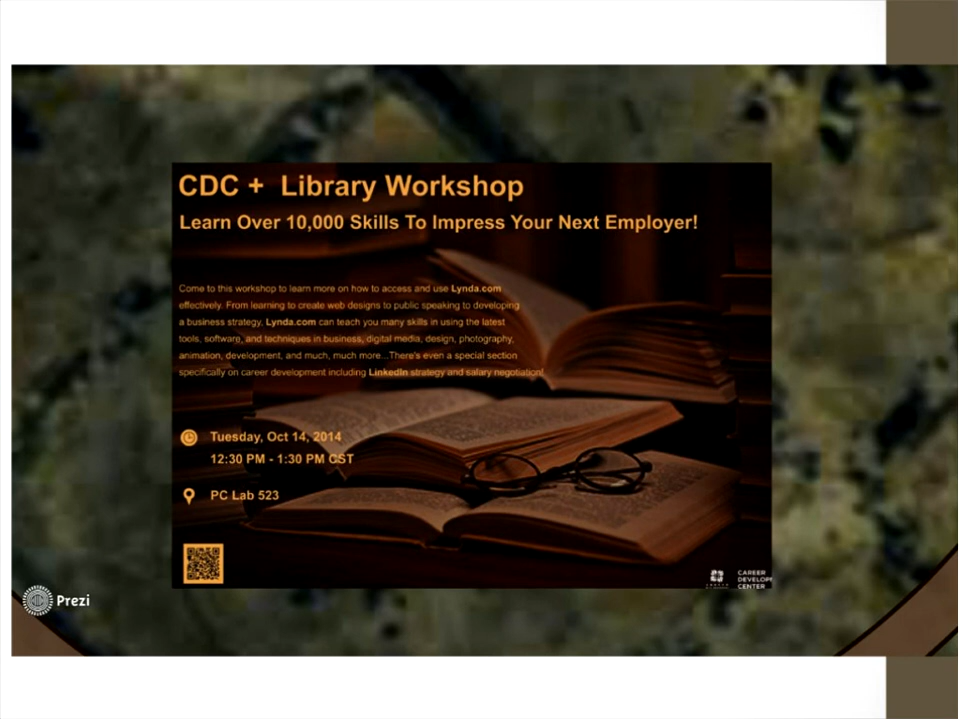 CDC + Library Workshop
Learn Over 10,000 Skills To Impress Your Next Employer!
Come to this workshop to learn more on how to access and use Lynda.com
effectively. From learning to create web designs to public speaking to developing
a business strategy, Lynda.com can teach you many skills in using the latest
tools, software, and techniques in business, digital media, design, photography,
animation, development, and much, much more...There's even a special section
specifically on career development including LinkedIn strategy and salary negotiation!
Tuesday, Oct 14, 2014
12:30 PM - 1:30 PM CST
PC Lab 523
CAREER
DEVELOPM
CENTER
Prezi